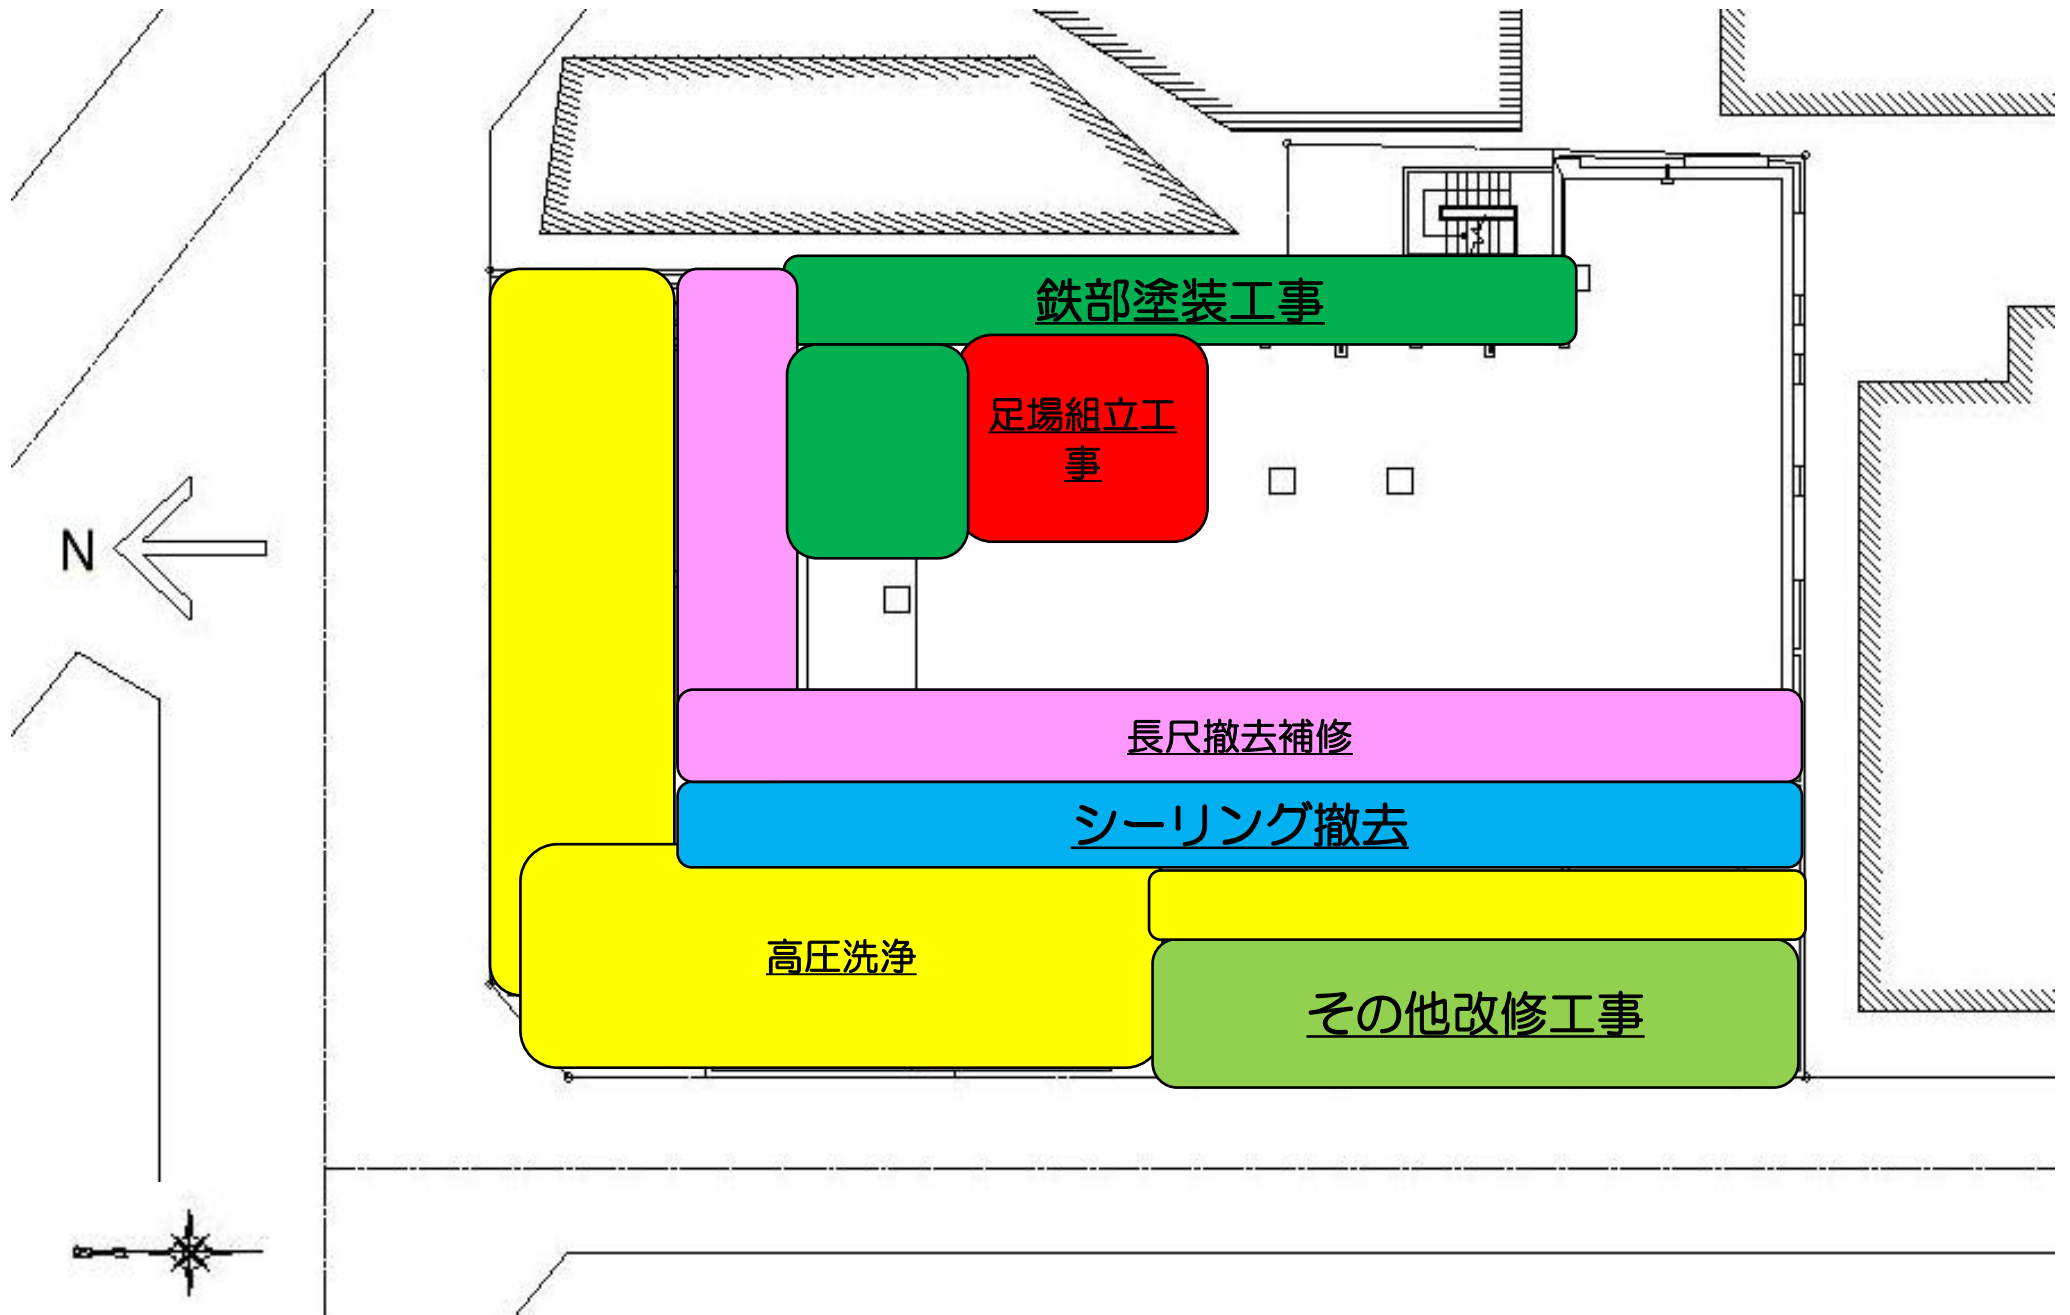 鉄部塗装工事
足場組立工
事
N
長尺撤去補修
シーリング撤去
高圧洗浄
その他改修工事